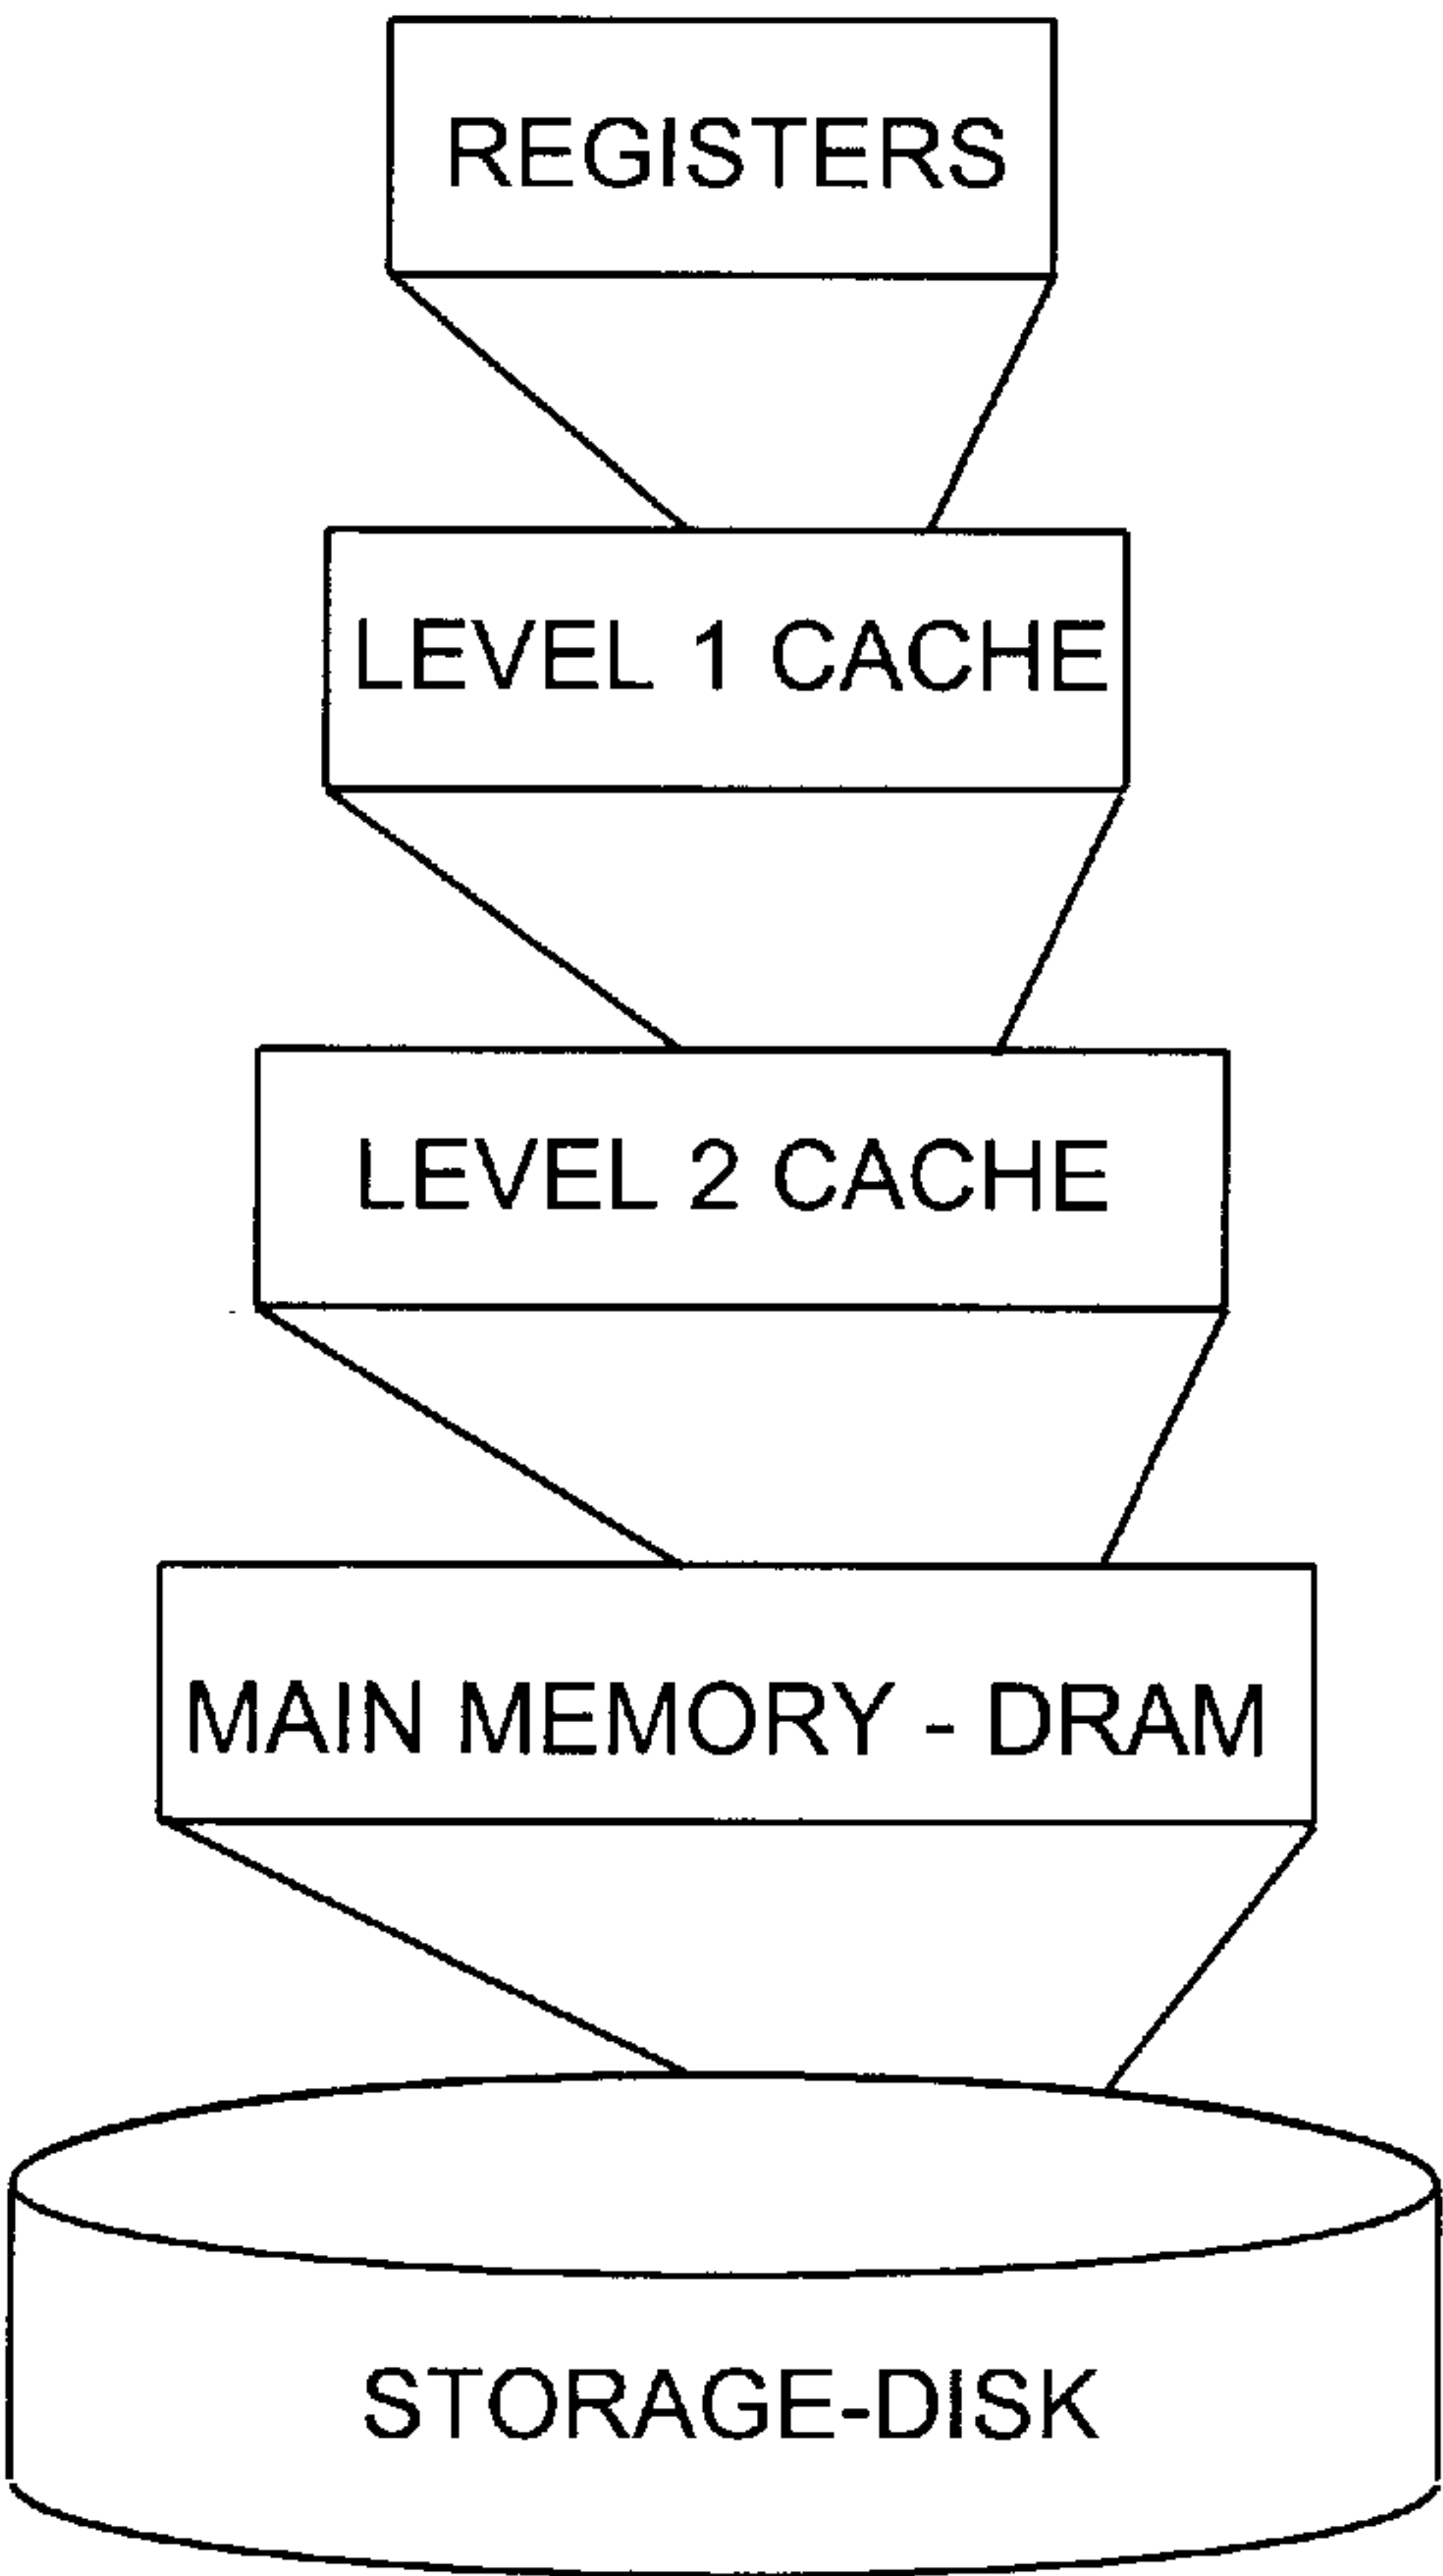 REGISTERS
LEVEL 1 CACHE
LEVEL 2 CACHE
MAIN MEMORY - DRAM
STORAGE-DISK